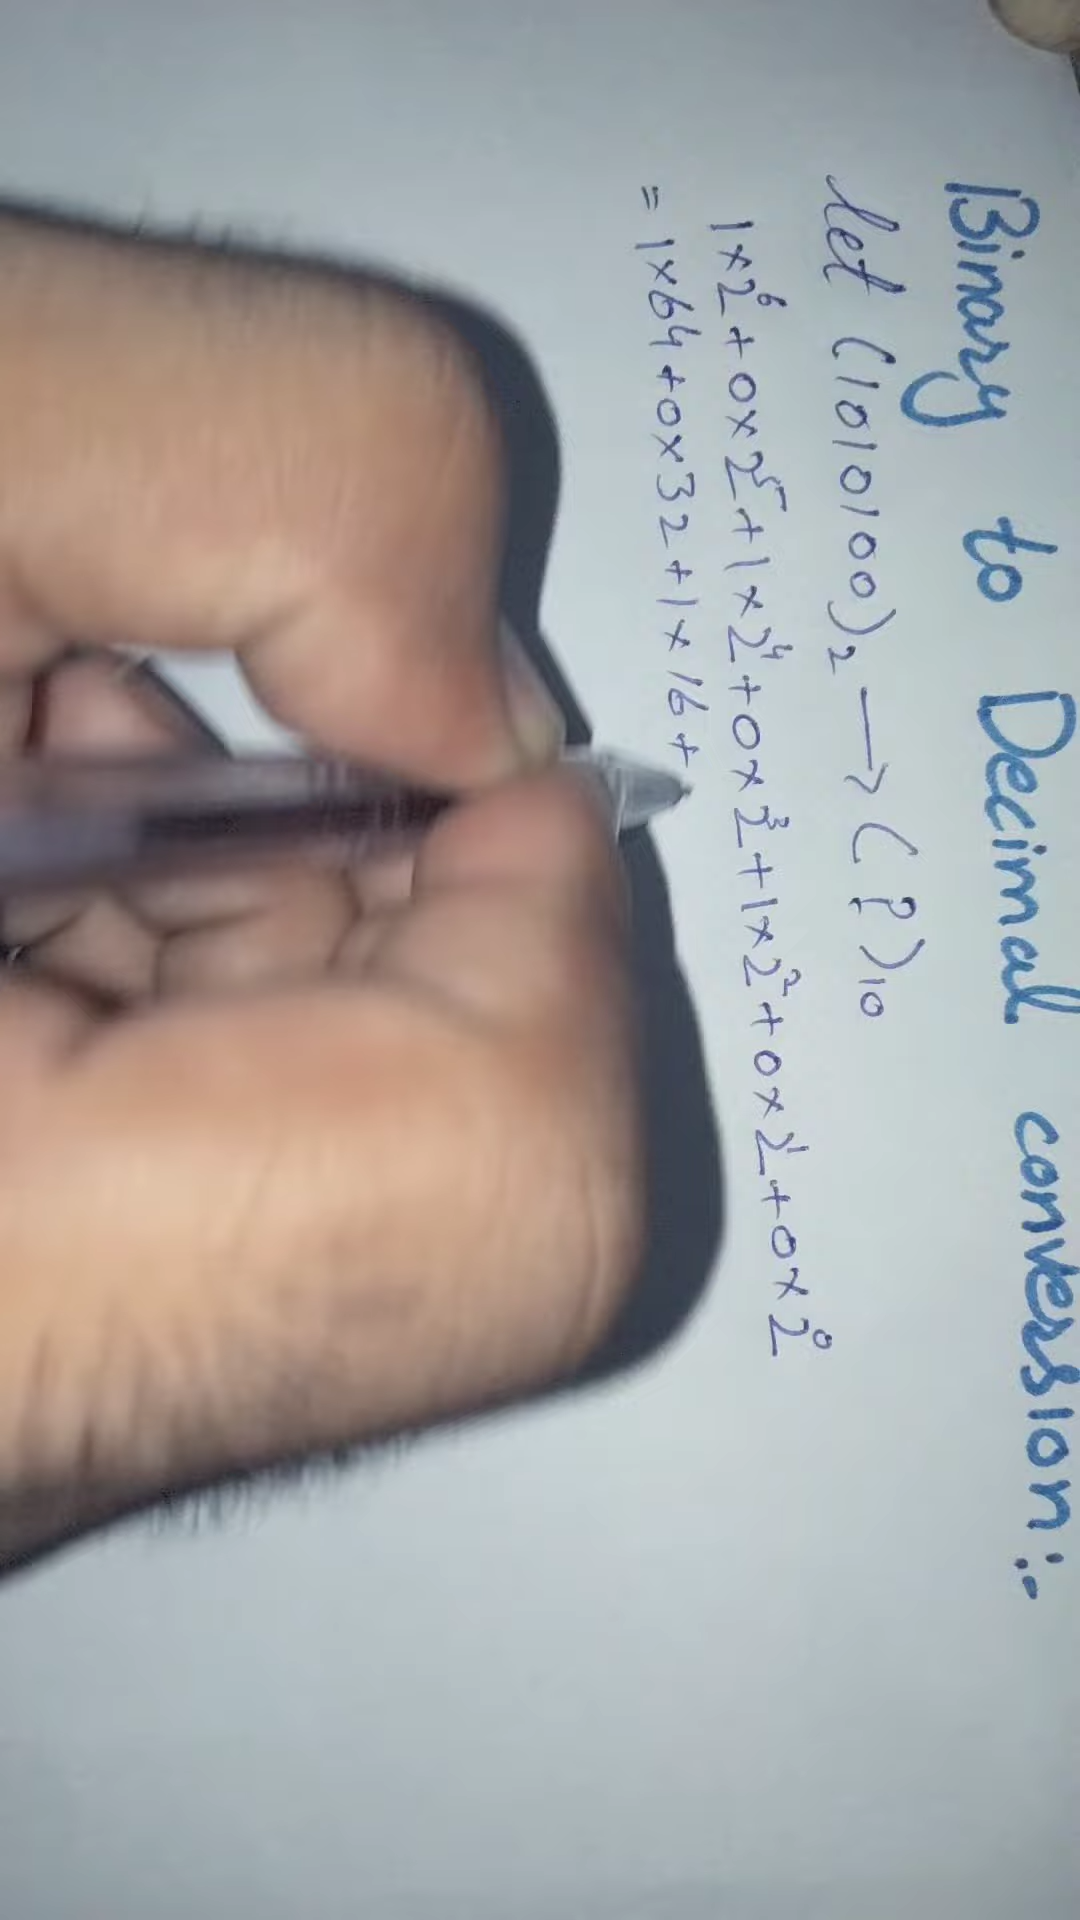 Binary to Decimal conversion:-
let (1010100)₂ → (?)₁₀
1×2⁶+0×2⁵+1×2⁴+0×2³+1×2²+0×2¹+0×2⁰
=1×64+0×32+1×16+